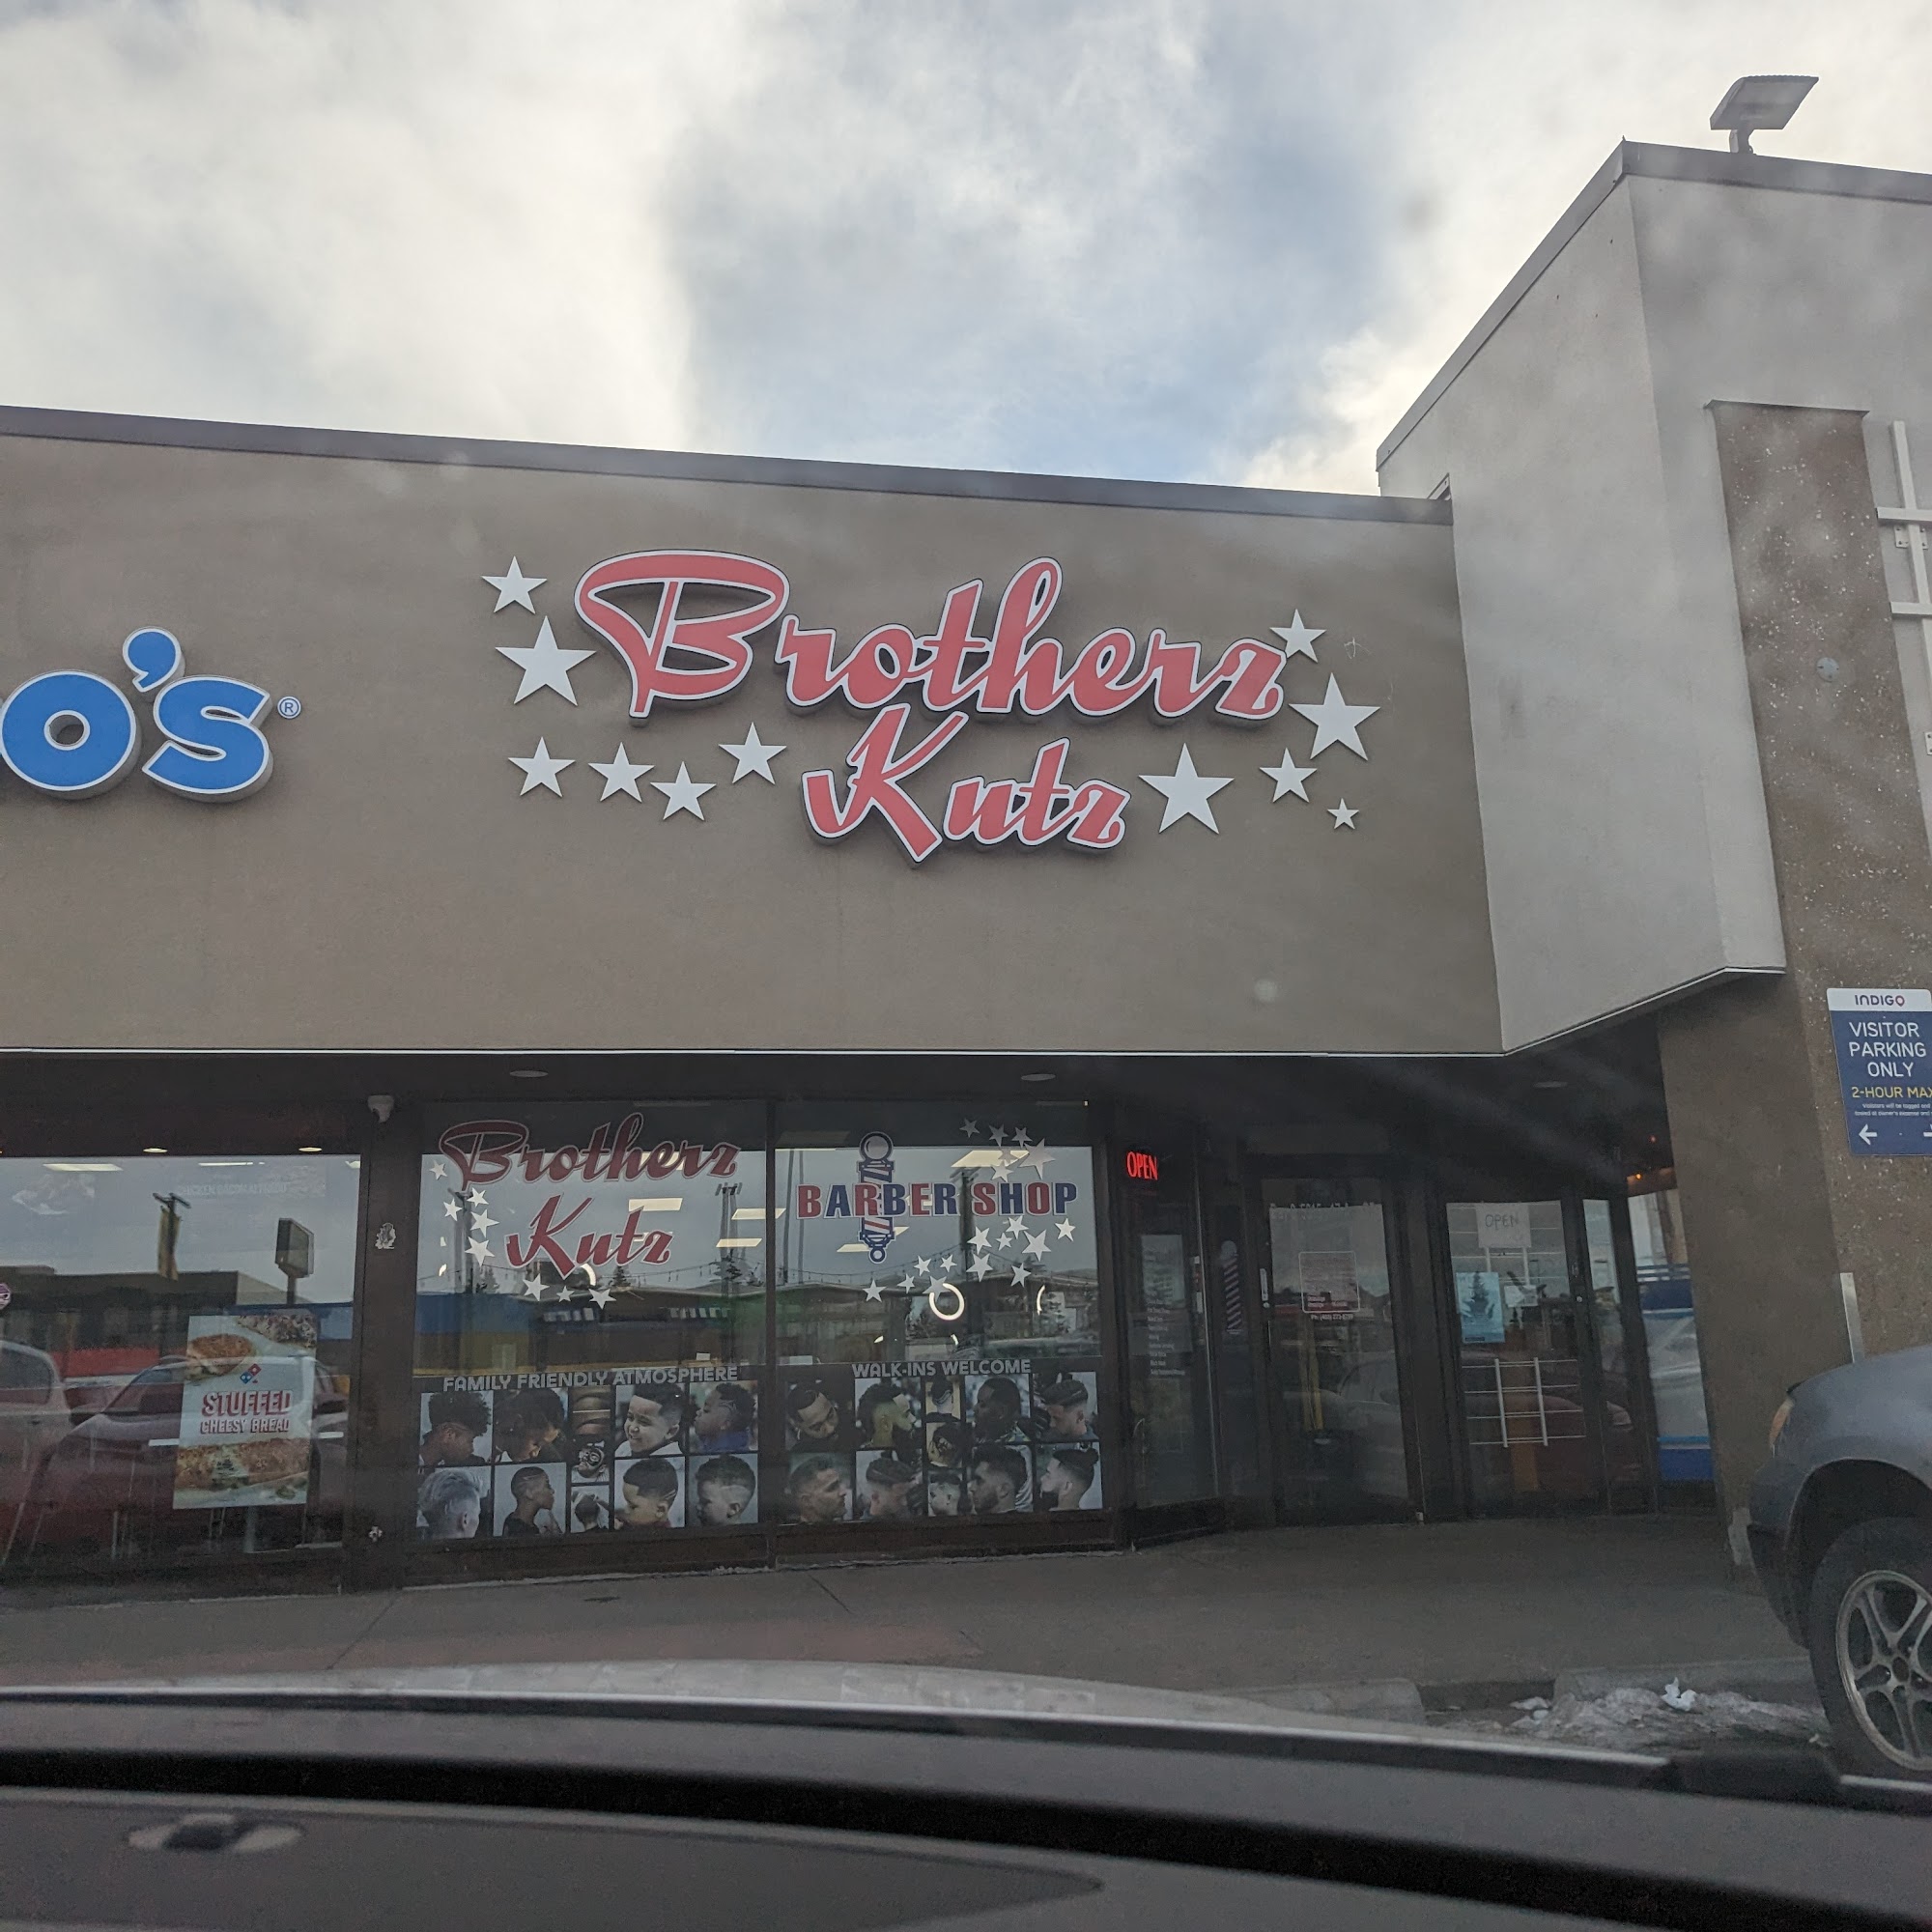 o's®
Brotherz
Kutz
INDIGO
VISITOR
PARKING
ONLY
2-HOUR MAX
Brotherz
Kutz
BARBER SHOP
OPEN
OPEN
FAMILY FRIENDLY ATMOSPHERE
WALK-INS WELCOME
STUFFED
CHEESY BREAD